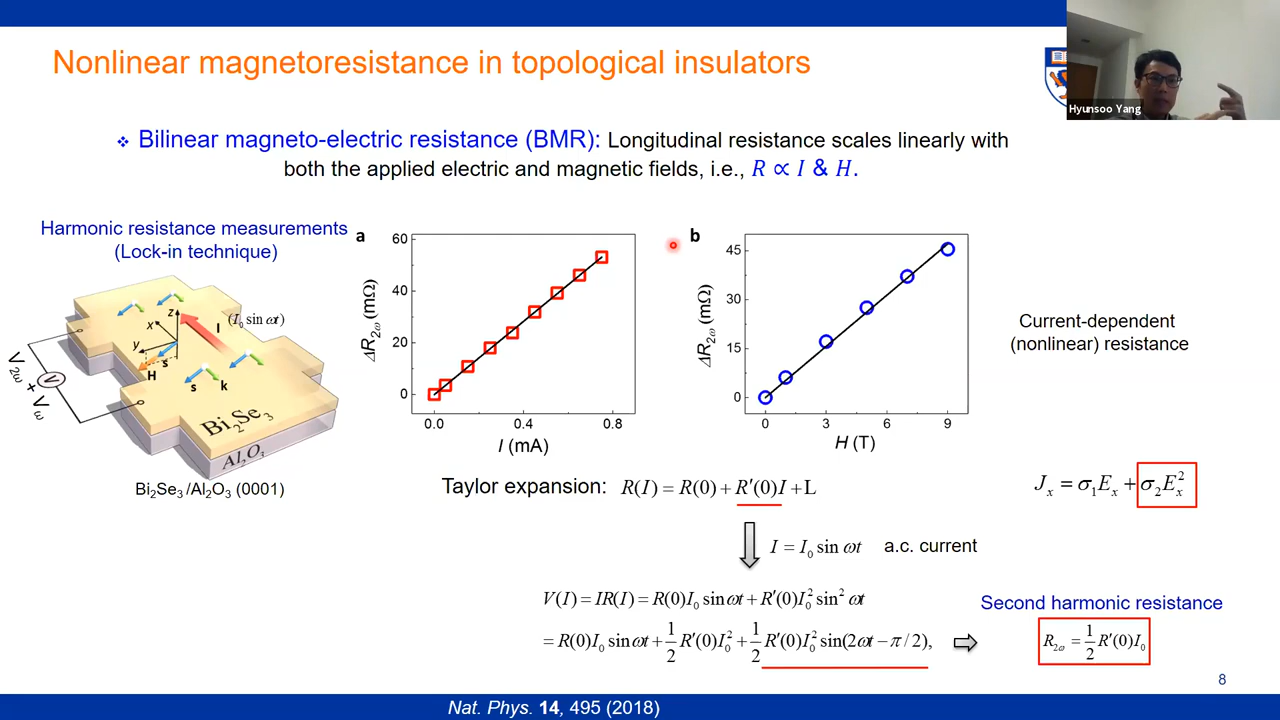 Nonlinear magnetoresistance in topological insulators
Hyunsoo Yang
❖ Bilinear magneto-electric resistance (BMR): Longitudinal resistance scales linearly with
both the applied electric and magnetic fields, i.e., R ∝ I & H.
Harmonic resistance measurements
(Lock-in technique)
z
x
y
I
(I₀ sin ωt)
s
H
s
k
V
V₂ω + Vω
Bi₂Se₃
Al₂O₃
Bi₂Se₃/Al₂O₃ (0001)
a
60
40
20
0
ΔR₂ω (mΩ)
0.0
0.4
0.8
I (mA)
b
45
30
15
0
ΔR₂ω (mΩ)
0
3
6
9
H (T)
Current-dependent
(nonlinear) resistance
Taylor expansion: R(I) = R(0) + R′(0)I + L
Jₓ = σ₁Eₓ + σ₂Eₓ²
I = I₀ sin ωt a.c. current
V(I) = IR(I) = R(0)I₀ sin ωt + R′(0)I₀² sin² ωt
= R(0)I₀ sin ωt + 1/2 R′(0)I₀² + 1/2 R′(0)I₀² sin(2ωt − π/2),
Second harmonic resistance
R₂ω = 1/2 R′(0)I₀
8
Nat. Phys. 14, 495 (2018)